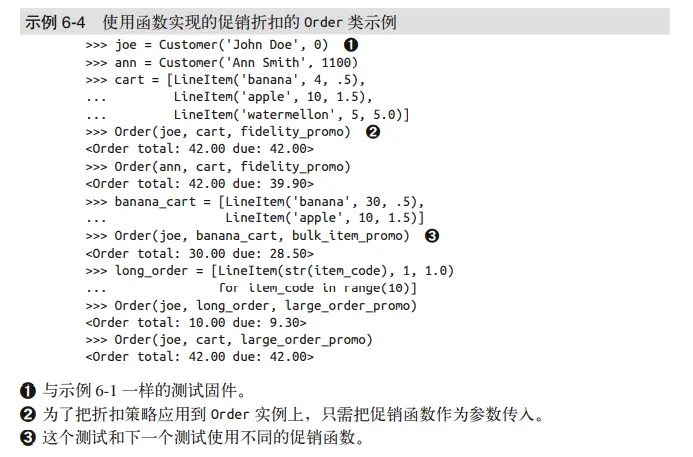 示例 6-4 使用函数实现的促销折扣的 Order 类示例
>>> joe = Customer('John Doe', 0) ❶
>>> ann = Customer('Ann Smith', 1100)
>>> cart = [LineItem('banana', 4, .5),
...         LineItem('apple', 10, 1.5),
...         LineItem('watermellon', 5, 5.0)]
>>> Order(joe, cart, fidelity_promo) ❷
<Order total: 42.00 due: 42.00>
>>> Order(ann, cart, fidelity_promo)
<Order total: 42.00 due: 39.90>
>>> banana_cart = [LineItem('banana', 30, .5),
...                LineItem('apple', 10, 1.5)]
>>> Order(joe, banana_cart, bulk_item_promo) ❸
<Order total: 30.00 due: 28.50>
>>> long_order = [LineItem(str(item_code), 1, 1.0)
...               for item_code in range(10)]
>>> Order(joe, long_order, large_order_promo)
<Order total: 10.00 due: 9.30>
>>> Order(joe, cart, large_order_promo)
<Order total: 42.00 due: 42.00>
❶ 与示例 6-1 一样的测试固件。
❷ 为了把折扣策略应用到 Order 实例上，只需把促销函数作为参数传入。
❸ 这个测试和下一个测试使用不同的促销函数。